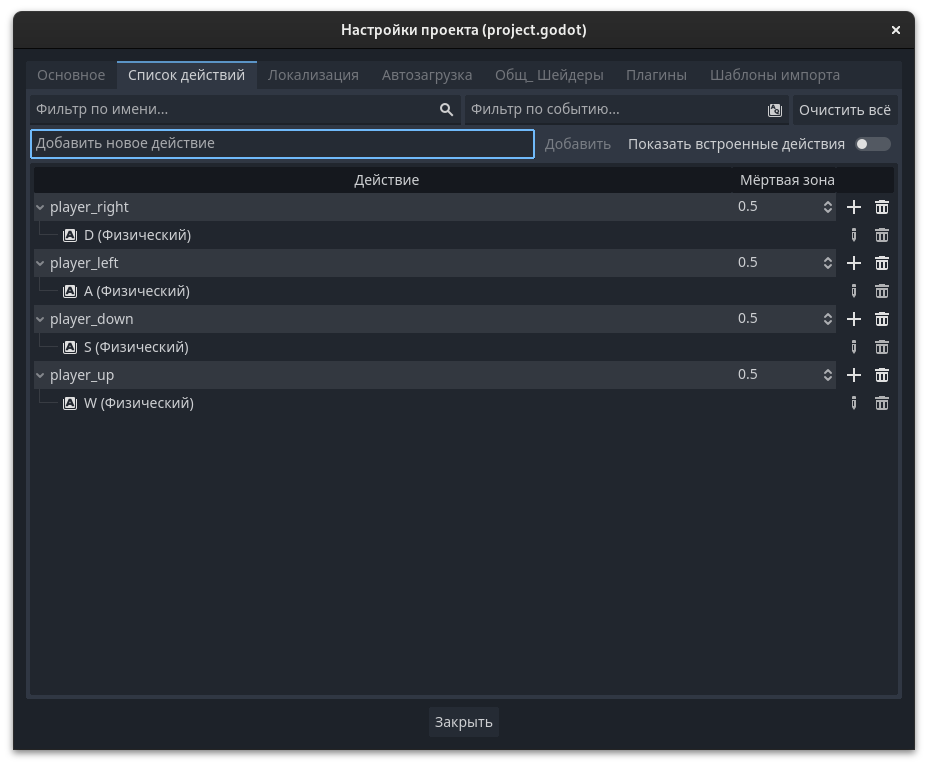 Настройки проекта (project.godot)
Основное Список действий Локализация Автозагрузка Общ_ Шейдеры Плагины Шаблоны импорта
Фильтр по имени... Фильтр по событию... Очистить всё
Добавить новое действие Добавить Показать встроенные действия
Действие Мёртвая зона
player_right 0.5
D (Физический)
player_left 0.5
A (Физический)
player_down 0.5
S (Физический)
player_up 0.5
W (Физический)
Закрыть